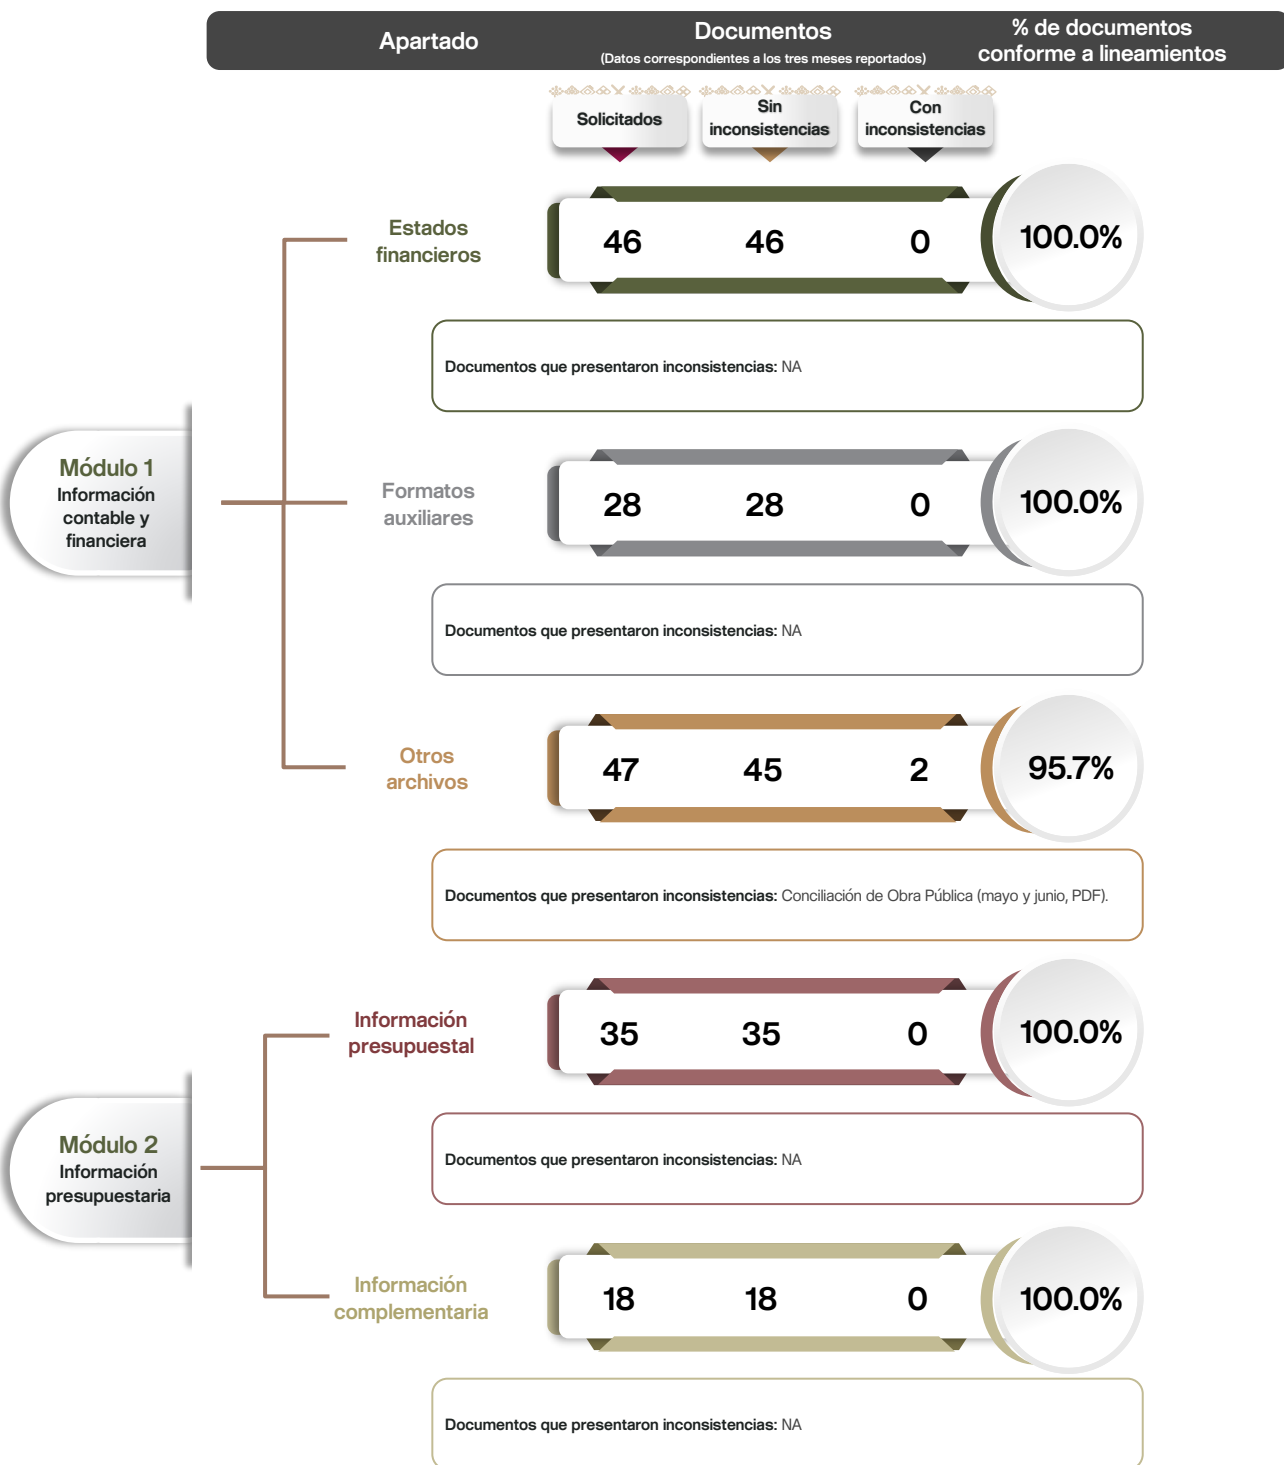 Apartado
Documentos
(Datos correspondientes a los tres meses reportados)
% de documentos
conforme a lineamientos
Solicitados
Sin
inconsistencias
Con
inconsistencias
Módulo 1
Información
contable y
financiera
Estados
financieros
46 46 0 100.0%
Documentos que presentaron inconsistencias: NA
Formatos
auxiliares
28 28 0 100.0%
Documentos que presentaron inconsistencias: NA
Otros
archivos
47 45 2 95.7%
Documentos que presentaron inconsistencias: Conciliación de Obra Pública (mayo y junio, PDF).
Módulo 2
Información
presupuestaria
Información
presupuestal
35 35 0 100.0%
Documentos que presentaron inconsistencias: NA
Información
complementaria
18 18 0 100.0%
Documentos que presentaron inconsistencias: NA